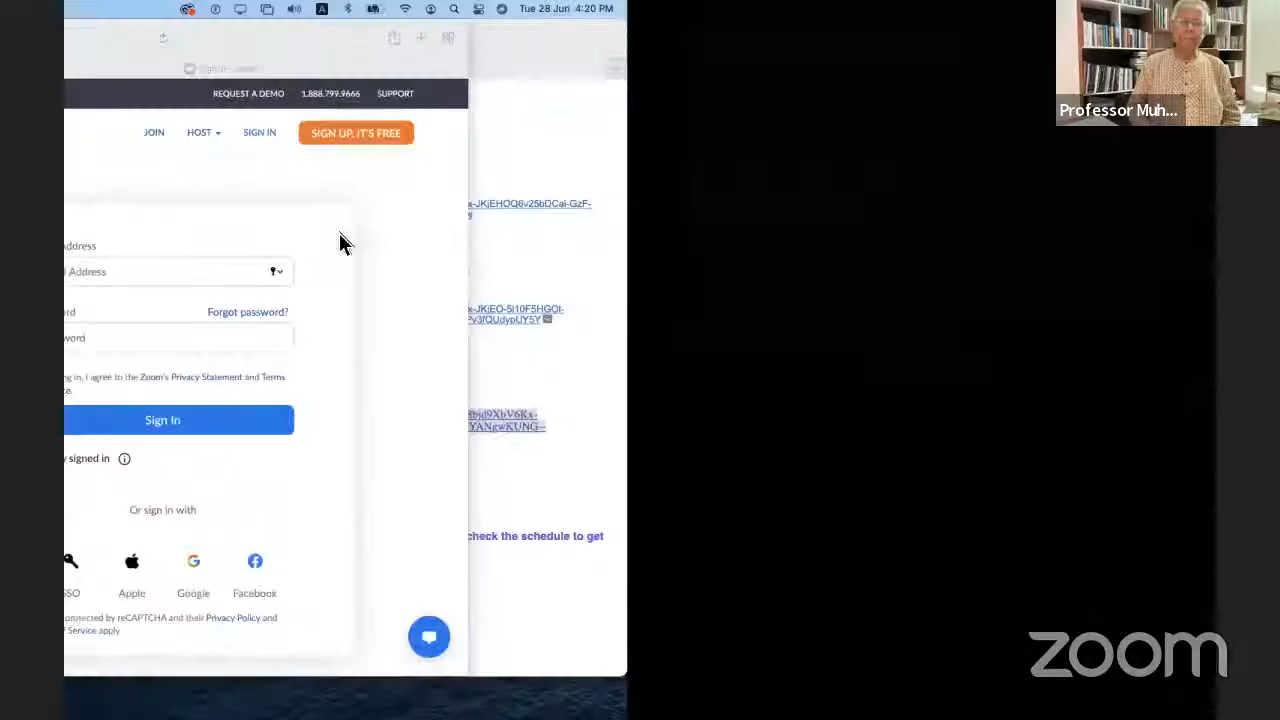 Tue 28 Jun 4:20 PM
Professor Muh...
REQUEST A DEMO 1.888.799.9666 SUPPORT
JOIN HOST SIGN IN SIGN UP, IT'S FREE
Address
Address
Forgot password?
I agree to the Zoom's Privacy Statement and Terms
Sign In
signed in
Or sign in with
SSO Apple Google Facebook
protected by reCAPTCHA and their Privacy Policy and
Service apply
check the schedule to get
zoom